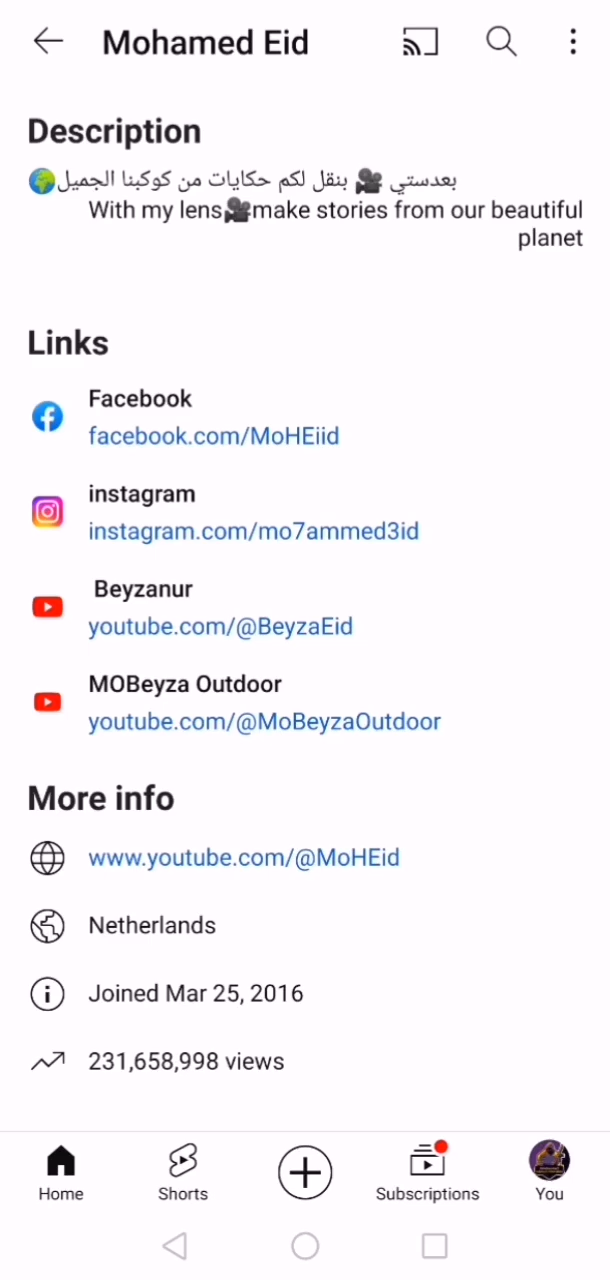 Mohamed Eid
Description
بعدستي 🎥 بنقل لكم حكايات من كوكبنا الجميل🌍
With my lens🎥make stories from our beautiful
planet
Links
Facebook
facebook.com/MoHEiid
instagram
instagram.com/mo7ammed3id
Beyzanur
youtube.com/@BeyzaEid
MOBeyza Outdoor
youtube.com/@MoBeyzaOutdoor
More info
www.youtube.com/@MoHEid
Netherlands
Joined Mar 25, 2016
231,658,998 views
Home
Shorts
Subscriptions
You